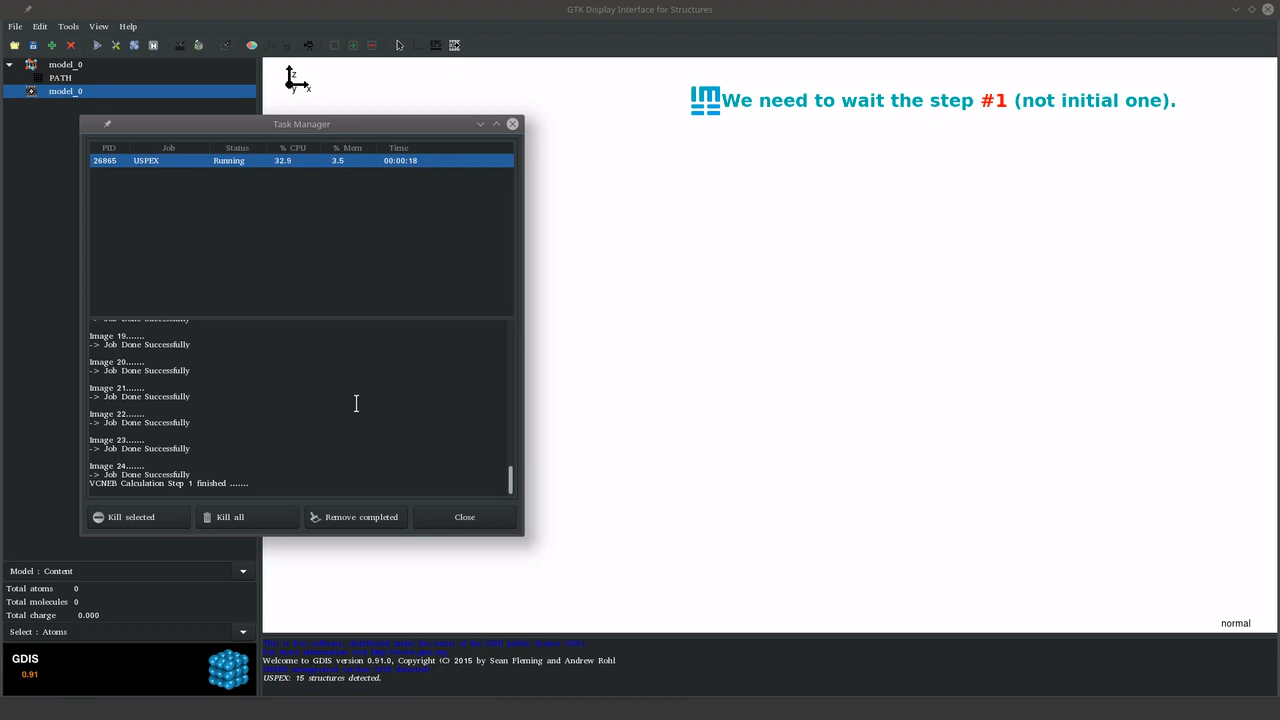 GTK Display Interface for Structures
File Edit Tools View Help
model_0
PATH
model_0
z
x
y
We need to wait the step #1 (not initial one).
Task Manager
PID Job Status % CPU % Mem Time
26865 USPEX Running 32.9 3.5 00:00:18
-> Job Done Successfully
Image 19.......
-> Job Done Successfully
Image 20.......
-> Job Done Successfully
Image 21.......
-> Job Done Successfully
Image 22.......
-> Job Done Successfully
Image 23.......
-> Job Done Successfully
Image 24.......
-> Job Done Successfully
VCNEB Calculation Step 1 finished .......
Kill selected Kill all Remove completed Close
Model : Content
Total atoms 0
Total molecules 0
Total charge 0.000
Select : Atoms
GDIS
0.91
normal
Welcome to GDIS version 0.91.0, Copyright (C) 2015 by Sean Fleming and Andrew Rohl
USPEX: 15 structures detected.